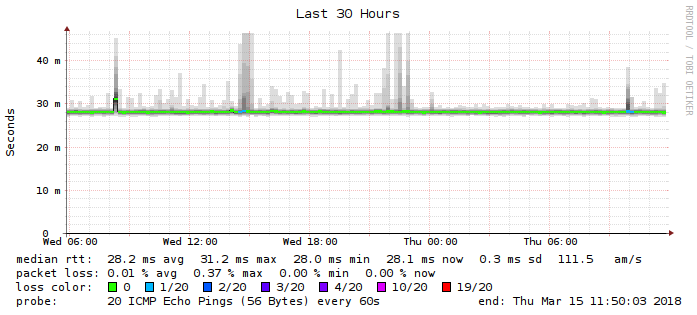 Last 30 Hours
RRDTOOL / TOBI OETIKER
Seconds
40 m
30 m
20 m
10 m
0
Wed 06:00 Wed 12:00 Wed 18:00 Thu 00:00 Thu 06:00
median rtt: 28.2 ms avg 31.2 ms max 28.0 ms min 28.1 ms now 0.3 ms sd 111.5 am/s
packet loss: 0.01 % avg 0.37 % max 0.00 % min 0.00 % now
loss color: 0 1/20 2/20 3/20 4/20 10/20 19/20
probe: 20 ICMP Echo Pings (56 Bytes) every 60s end: Thu Mar 15 11:50:03 2018